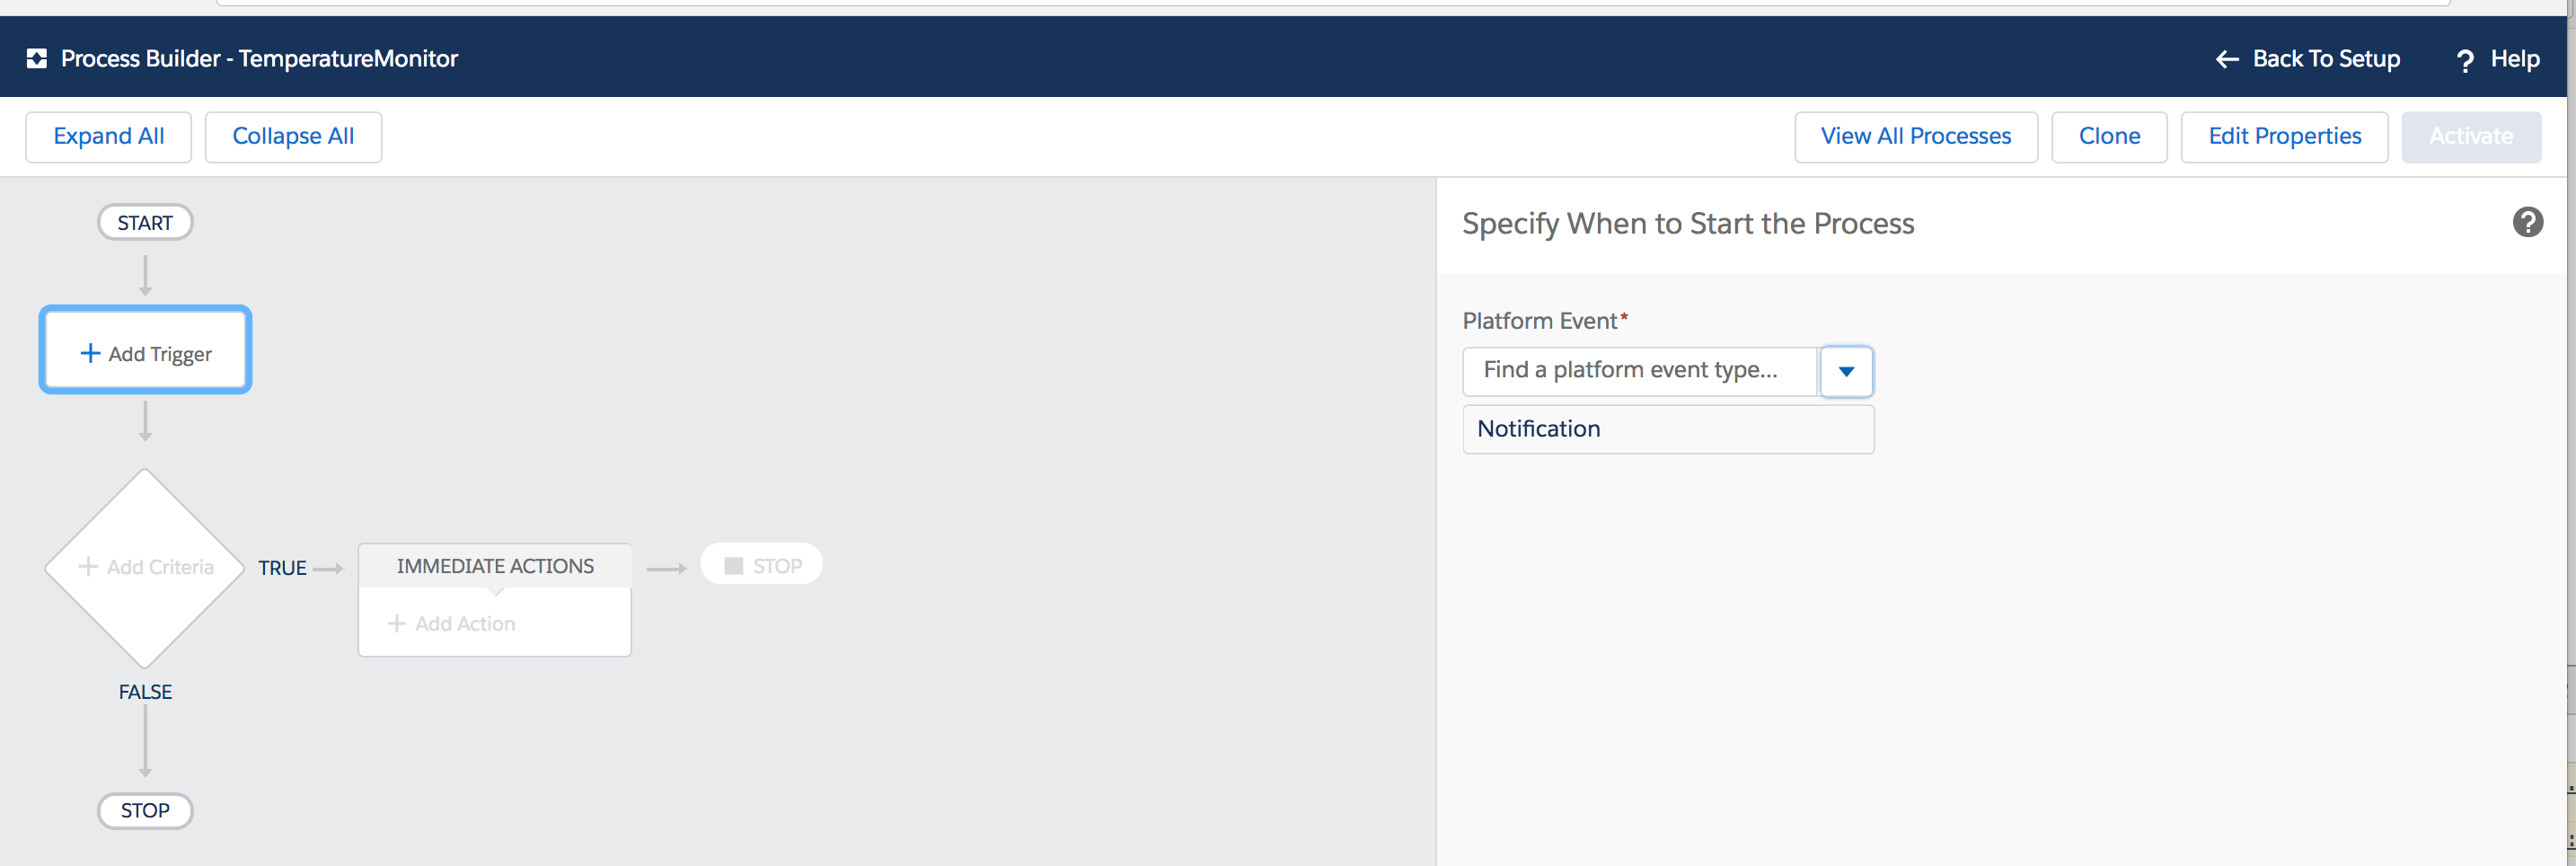 Process Builder - TemperatureMonitor
Back To Setup
? Help
Expand All
Collapse All
View All Processes
Clone
Edit Properties
Activate
START
Add Trigger
Add Criteria
TRUE
IMMEDIATE ACTIONS
Add Action
STOP
FALSE
STOP
Specify When to Start the Process
?
Platform Event*
Find a platform event type...
Notification